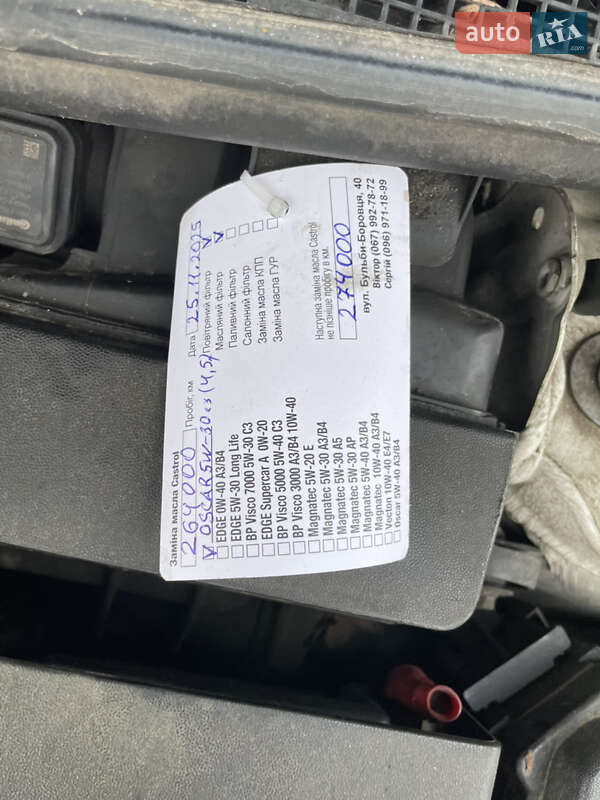 auto RIA
.com
Заміна масла Castrol
264000 Пробіг, км. Дата 25.11.2025
V OSCAR 5W-30 c3 (4,5)
EDGE 0W-40 A3/B4
EDGE 5W-30 Long Life
BP Visco 7000 5W-30 C3
EDGE Supercar A 0W-20
BP Visco 5000 5W-40 C3
BP Visco 3000 A3/B4 10W-40
Magnatec 5W-20 E
Magnatec 5W-30 A3/B4
Magnatec 5W-30 A5
Magnatec 5W-30 AP
Magnatec 5W-40 A3/B4
Magnatec 10W-40 A3/B4
Vecton 10W-40 E4/E7
Oscar 5W-40 A3/B4
Повітряний фільтр V
Масляний фільтр V
Паливний фільтр
Салонний фільтр
Заміна масла КПП
Заміна масла ГУР
Наступна заміна масла Castrol
не пізніше пробігу в км.
274000
вул. Бульби-Боровця, 40
Віктор (067) 992-78-72
Сергій (096) 971-18-99